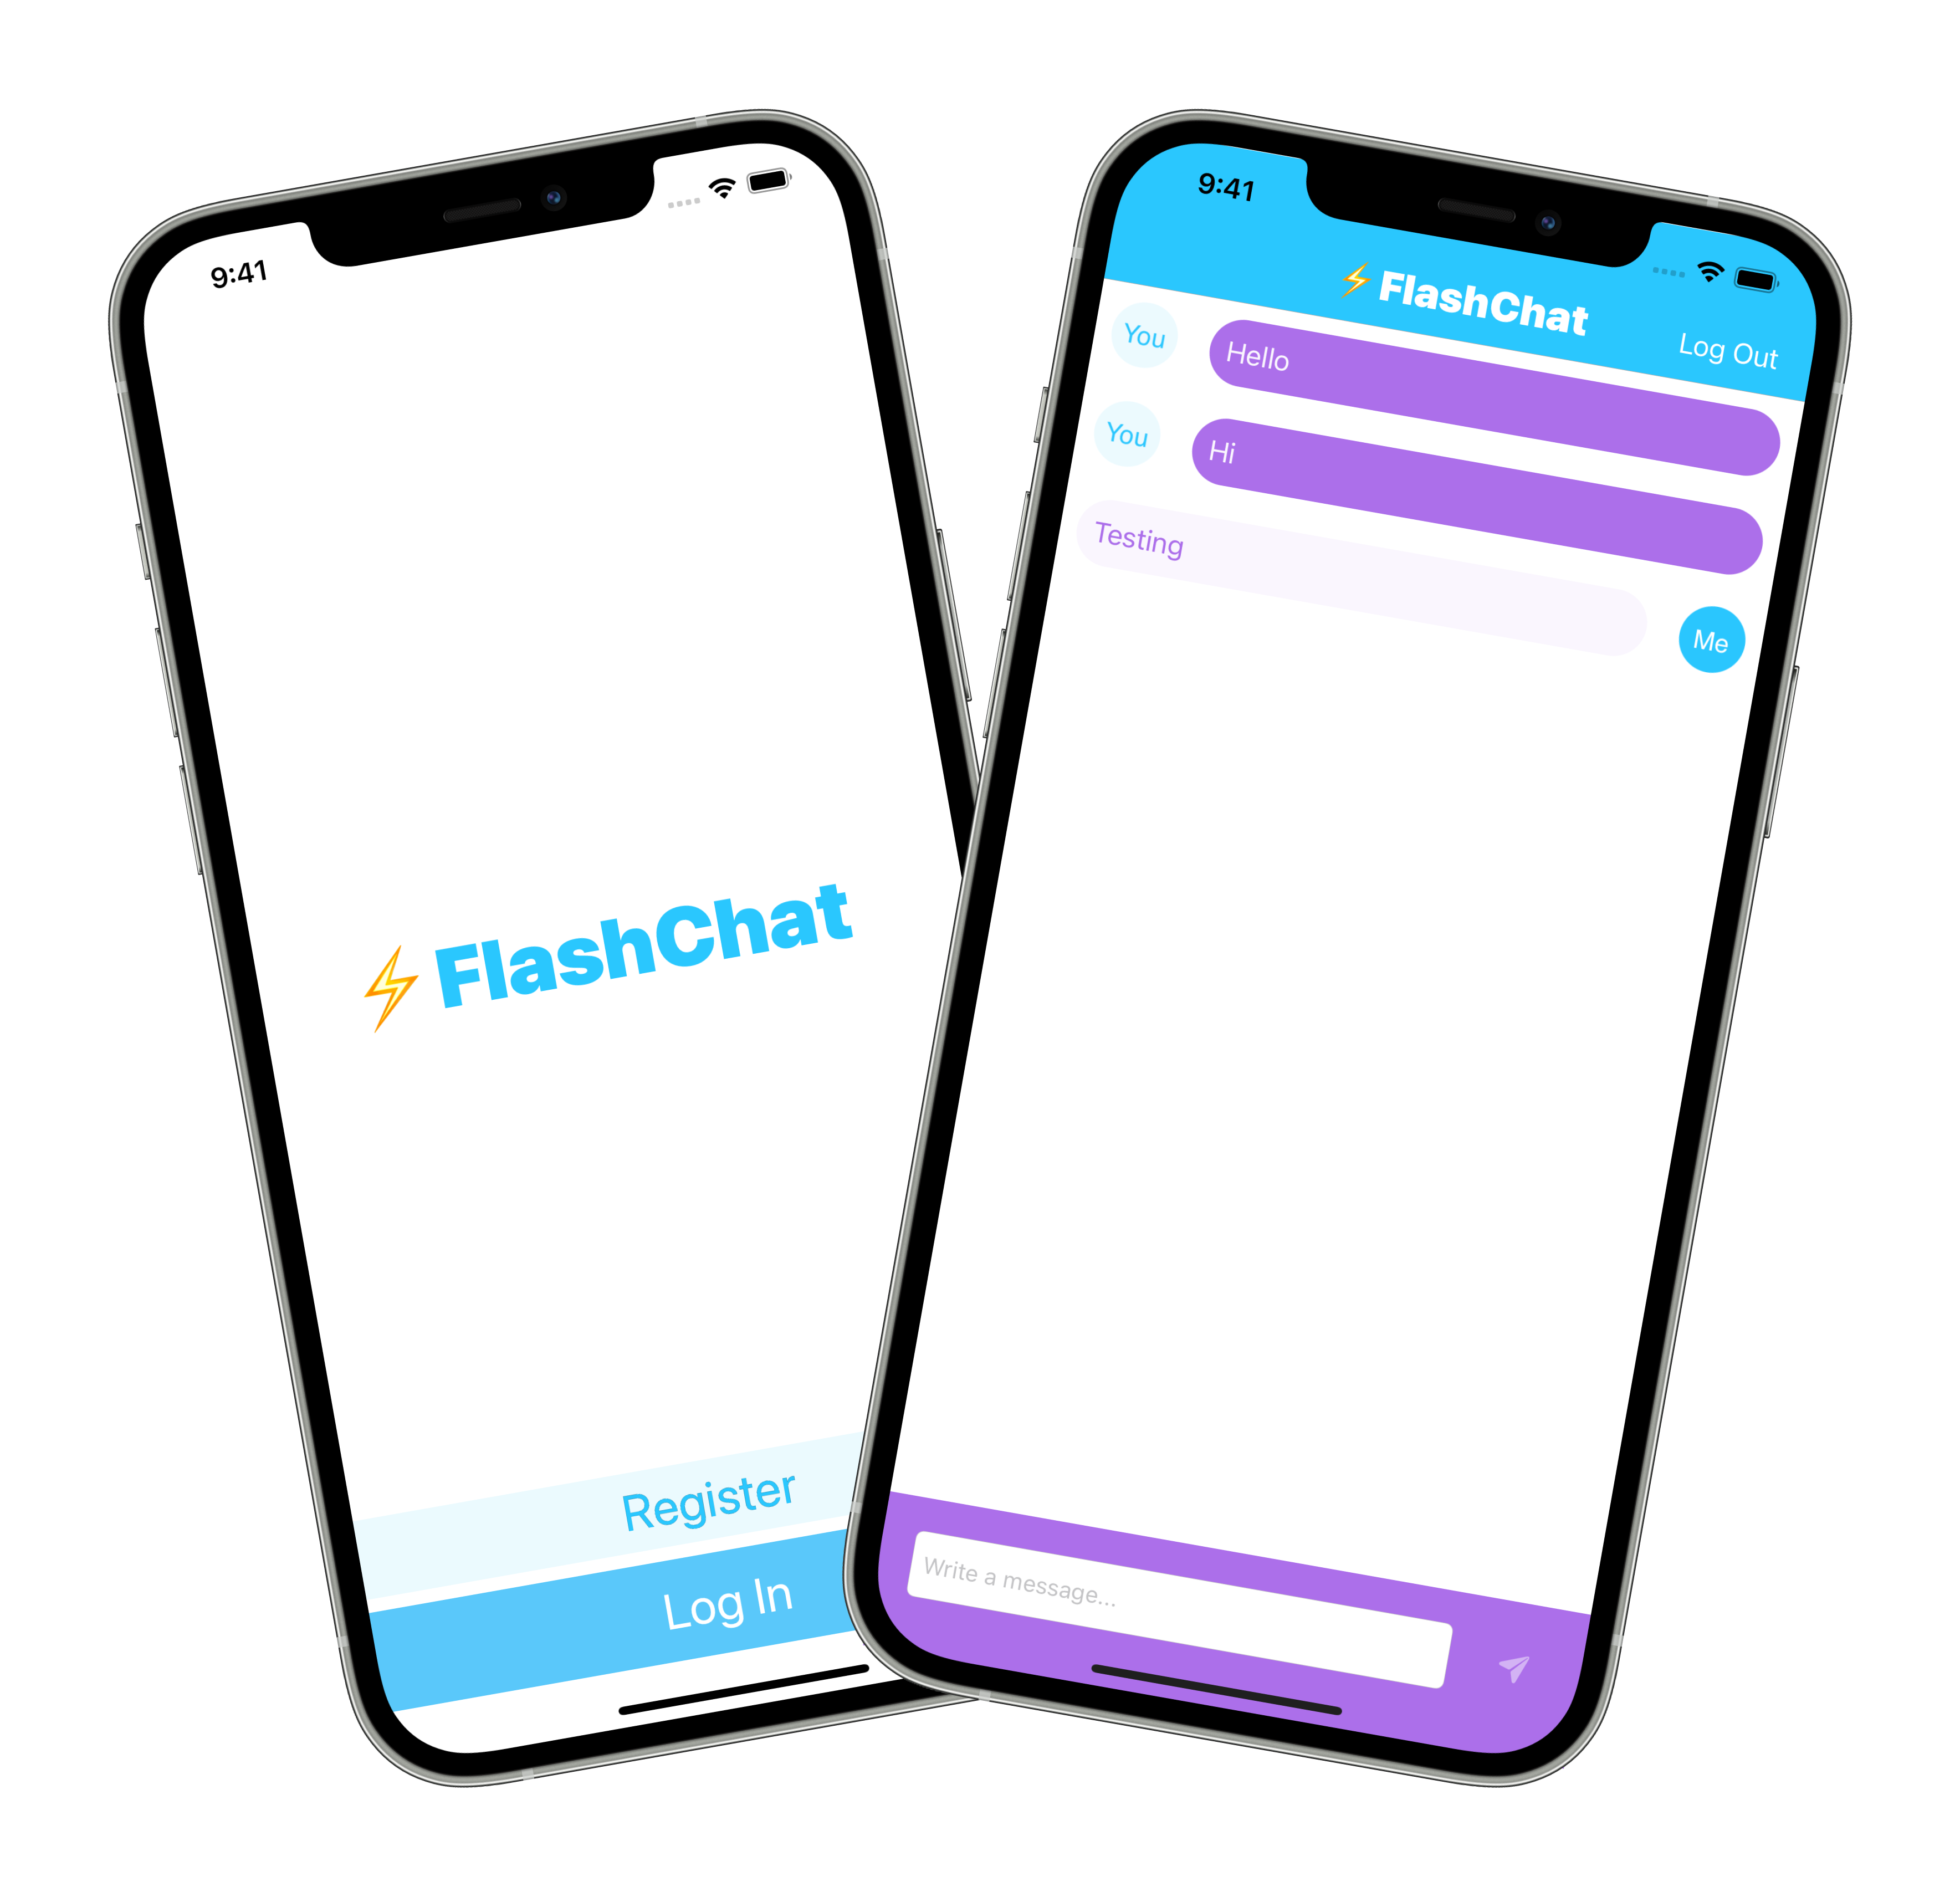 9:41
⚡FlashChat
Register
Log In
9:41
⚡FlashChat
Log Out
You
Hello
You
Hi
Testing
Me
Write a message...